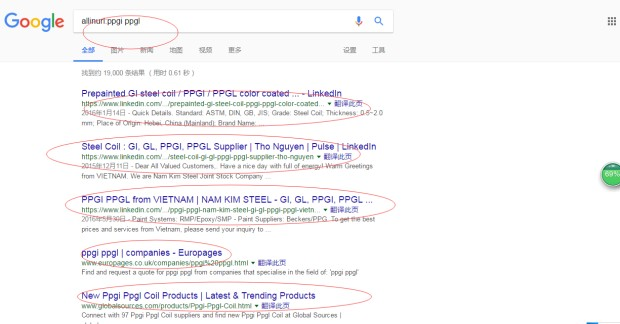 Google
allinurl:ppgi ppgl
全部 图片 新闻 地图 视频 更多 设置 工具
找到约 19,000 条结果 （用时 0.61 秒）
Prepainted GI steel coil / PPGI / PPGL color coated ... - LinkedIn
https://www.linkedin.com/.../prepainted-gi-steel-coil-ppgi-ppgl-color-coated... 翻译此页
2016年1月14日 - Quick Details. Standard: ASTM, DIN, GB, JIS; Grade: Steel Coil; Thickness: 0.5~2.0
mm; Place of Origin: Hebei, China (Mainland); Brand Name: ...
Steel Coil : GI, GL, PPGI, PPGL Supplier | Tho Nguyen | Pulse | LinkedIn
https://www.linkedin.com/.../steel-coil-gi-gl-ppgi-ppgl-supplier-tho-nguyen 翻译此页
2015年12月11日 - Dear All Valued Customers,. Have a nice day with full of energy! Warm Greetings
from VIETNAM. We are Nam Kim Steel Joint Stock Company ...
PPGI PPGL from VIETNAM | NAM KIM STEEL - GI, GL, PPGI, PPGL ...
https://www.linkedin.com/.../ppgi-ppgl-nam-kim-steel-gi-gl-ppgi-ppgl-vietn... 翻译此页
2016年5月30日 - Paint Systems: RMP/Epoxy/SMP - Paint Suppliers: Beckers/PPG. To get the best
prices and services from Vietnam, please send your inquiry to ...
ppgi ppgl | companies - Europages
www.europages.co.uk/companies/ppgi%20ppgl.html 翻译此页
Find and request a quote for ppgi ppgl from companies that specialise in the field of: 'ppgi ppgl'
New Ppgi Ppgl Coil Products | Latest & Trending Products
www.globalsources.com/products/Ppgi-Ppgl-Coil.html 翻译此页
Connect with 97 Ppgi Ppgl Coil suppliers and find new Ppgi Ppgl Coil at Global Sources |
69%